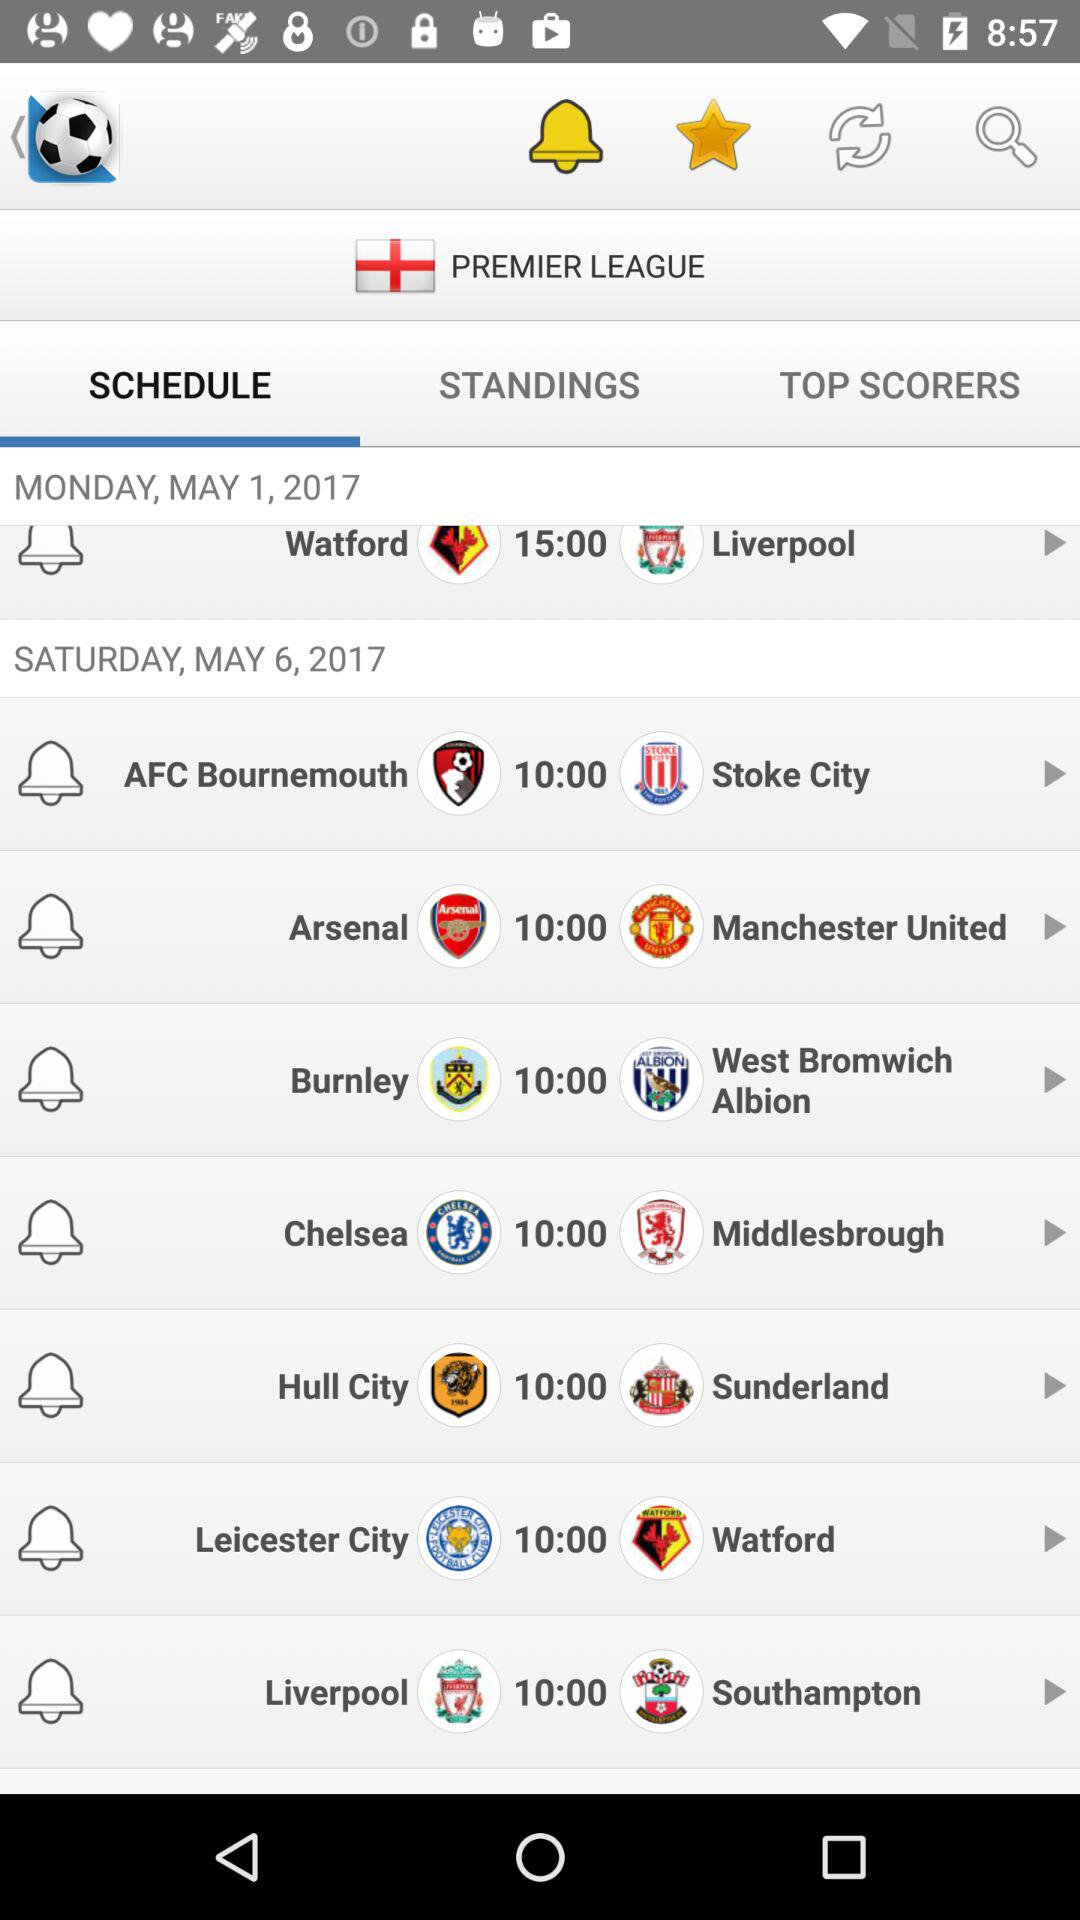 FAKE
8:57
PREMIER LEAGUE
SCHEDULE STANDINGS TOP SCORERS
MONDAY, MAY 1, 2017
Watford 15:00 Liverpool
SATURDAY, MAY 6, 2017
AFC Bournemouth 10:00 Stoke City
Arsenal 10:00 Manchester United
Burnley 10:00 West Bromwich
Albion
Chelsea 10:00 Middlesbrough
Hull City 10:00 Sunderland
Leicester City 10:00 Watford
Liverpool 10:00 Southampton